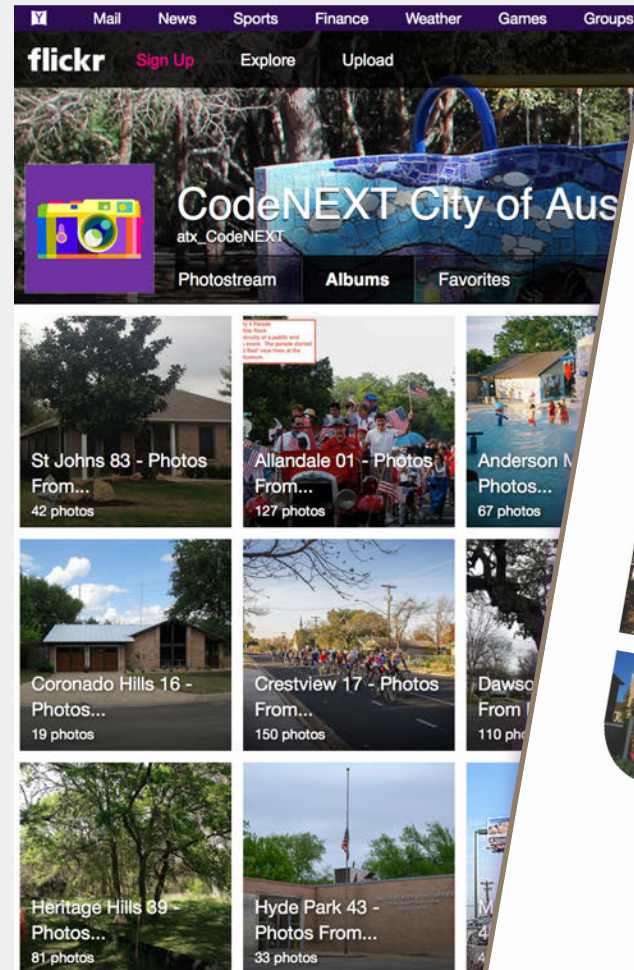 Y Mail News Sports Finance Weather Games Groups
flickr Sign Up Explore Upload
CodeNEXT City of Aus
atx_CodeNEXT
Photostream Albums Favorites
St Johns 83 - Photos
From...
42 photos
Allandale 01 - Photos
From...
127 photos
Anderson M
Photos...
67 photos
Coronado Hills 16 -
Photos...
19 photos
Crestview 17 - Photos
From...
150 photos
Dawso
From
110 pho
Heritage Hills 39 -
Photos...
81 photos
Hyde Park 43 -
Photos From...
33 photos
M
4
4